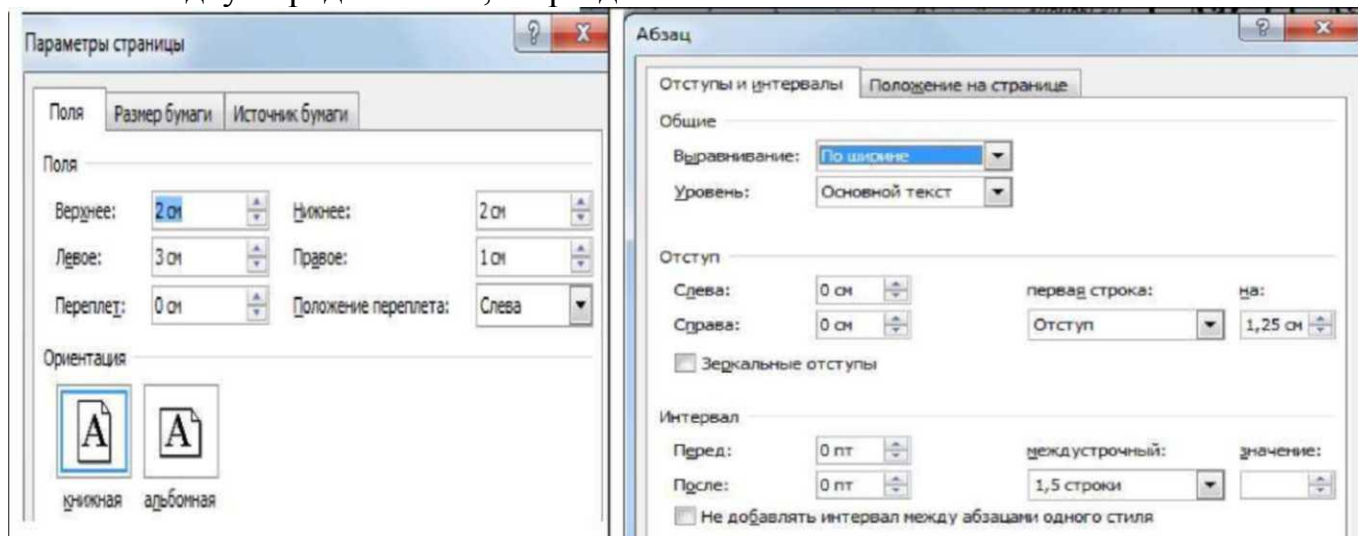 Параметры страницы
Поля Размер бумаги Источник бумаги
Поля
Верхнее: 2 см Нижнее: 2 см
Левое: 3 см Правое: 1 см
Переплет: 0 см Положение переплета: Слева
Ориентация
A A
книжная альбомная
Абзац
Отступы и интервалы Положение на странице
Общие
Выравнивание: По ширине
Уровень: Основной текст
Отступ
Слева: 0 см первая строка: на:
Справа: 0 см Отступ 1,25 см
Зеркальные отступы
Интервал
Перед: 0 пт междустрочный: значение:
После: 0 пт 1,5 строки
Не добавлять интервал между абзацами одного стиля